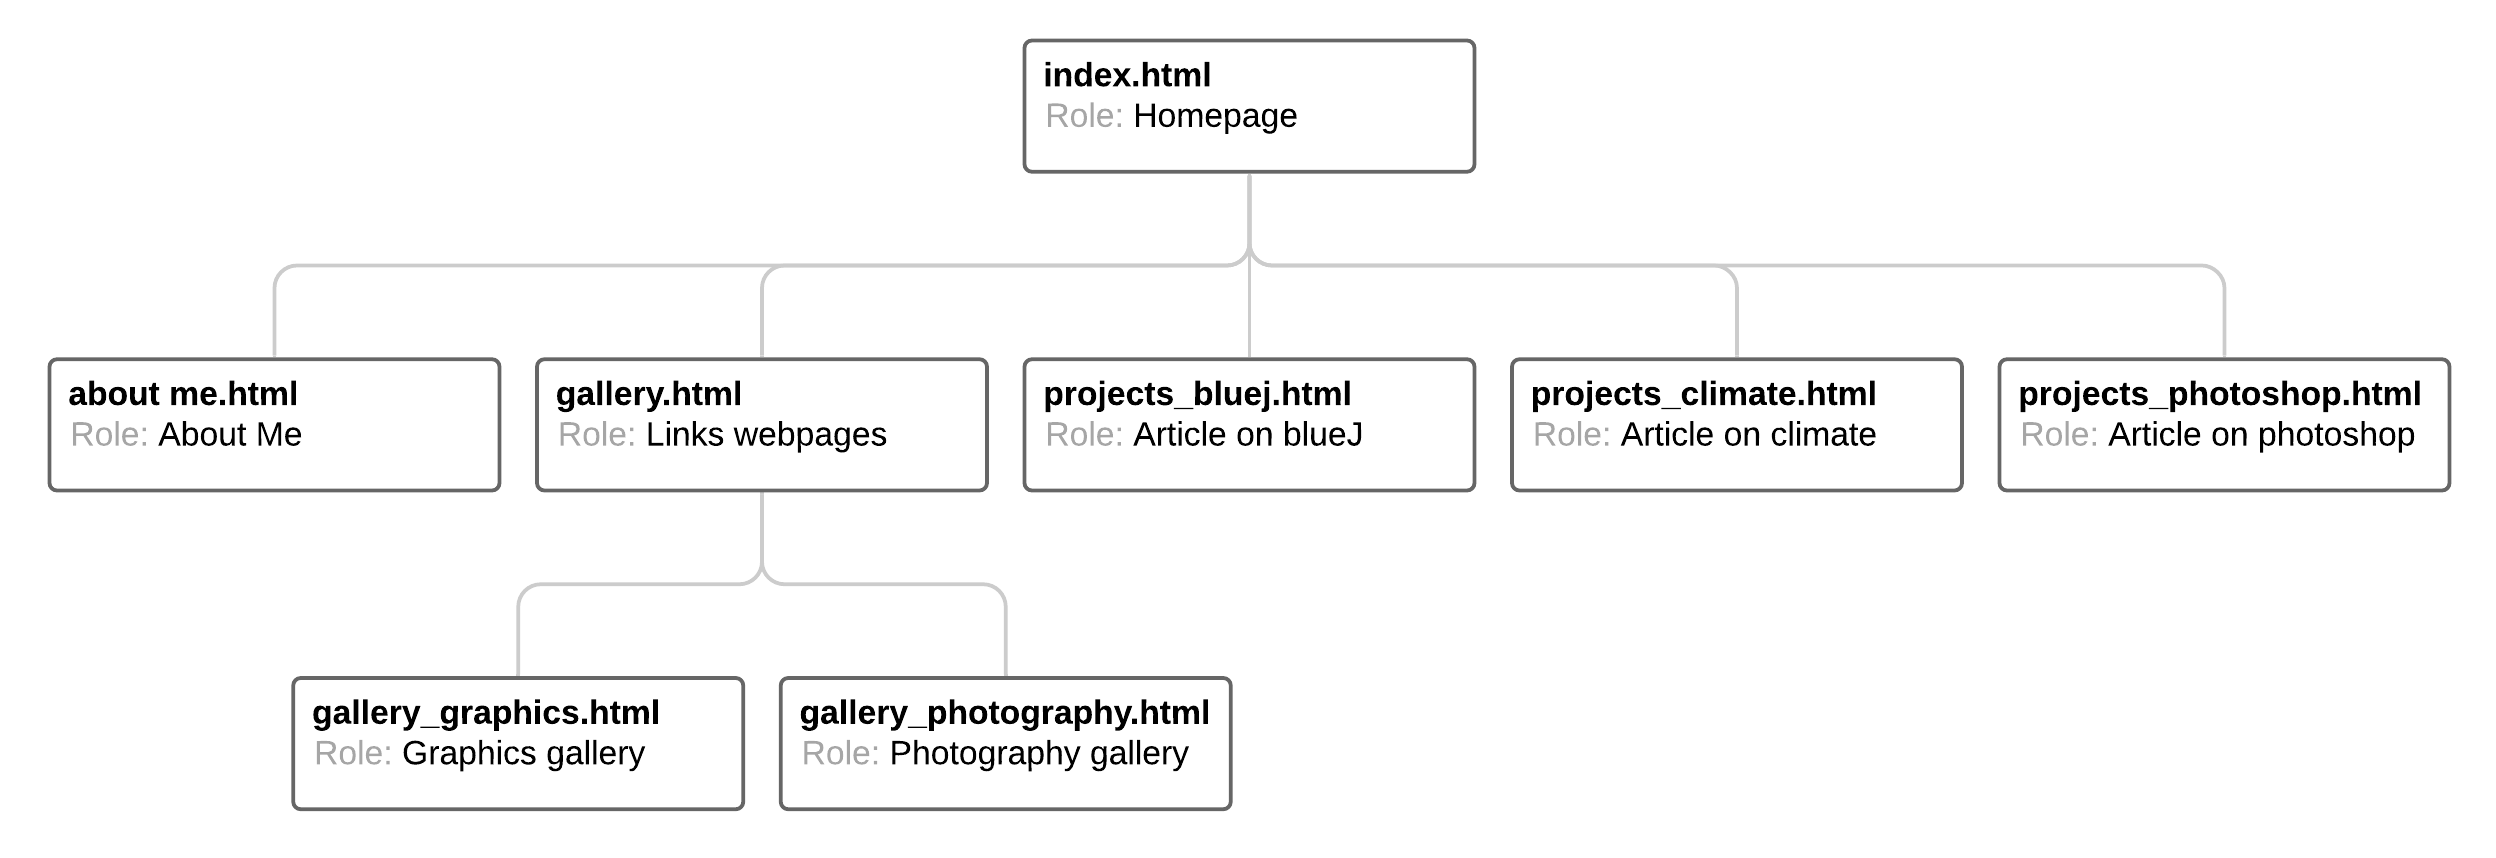 index.html
Role: Homepage
about me.html
Role: About Me
gallery.html
Role: Links webpages
projects_bluej.html
Role: Article on blueJ
projects_climate.html
Role: Article on climate
projects_photoshop.html
Role: Article on photoshop
gallery_graphics.html
Role: Graphics gallery
gallery_photography.html
Role: Photography gallery